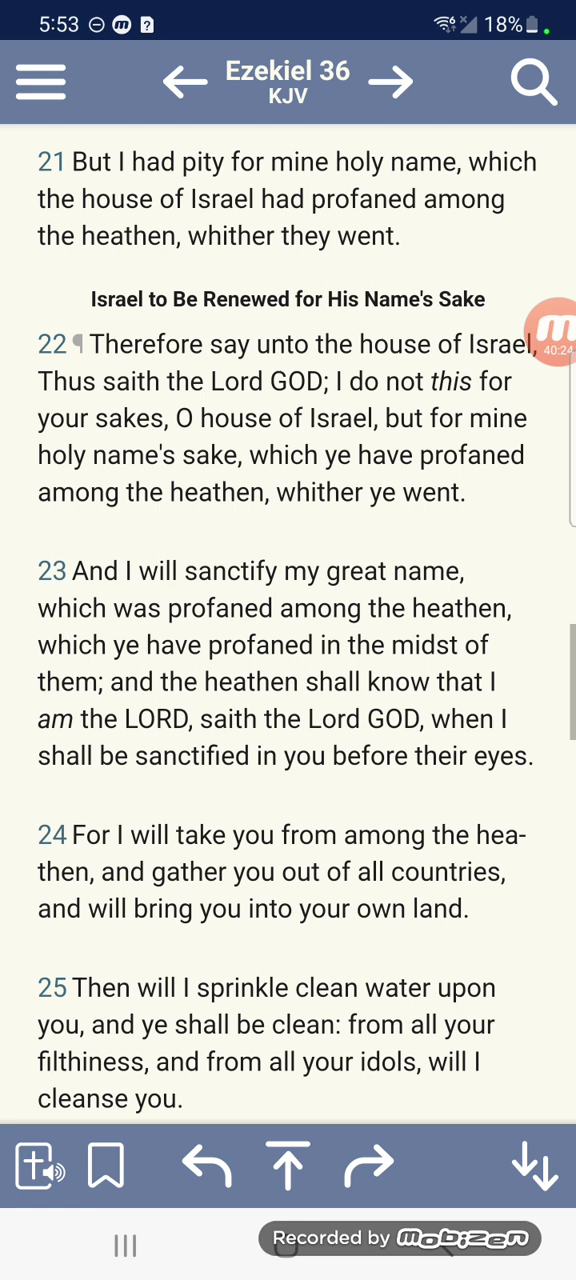 5:53 m ? 6 18%
Ezekiel 36
KJV
21 But I had pity for mine holy name, which
the house of Israel had profaned among
the heathen, whither they went.
Israel to Be Renewed for His Name's Sake
22 ¶ Therefore say unto the house of Israel,
m
40:24
Thus saith the Lord GOD; I do not this for
your sakes, O house of Israel, but for mine
holy name's sake, which ye have profaned
among the heathen, whither ye went.
23 And I will sanctify my great name,
which was profaned among the heathen,
which ye have profaned in the midst of
them; and the heathen shall know that I
am the LORD, saith the Lord GOD, when I
shall be sanctified in you before their eyes.
24 For I will take you from among the hea-
then, and gather you out of all countries,
and will bring you into your own land.
25 Then will I sprinkle clean water upon
you, and ye shall be clean: from all your
filthiness, and from all your idols, will I
cleanse you.
Recorded by mobizen